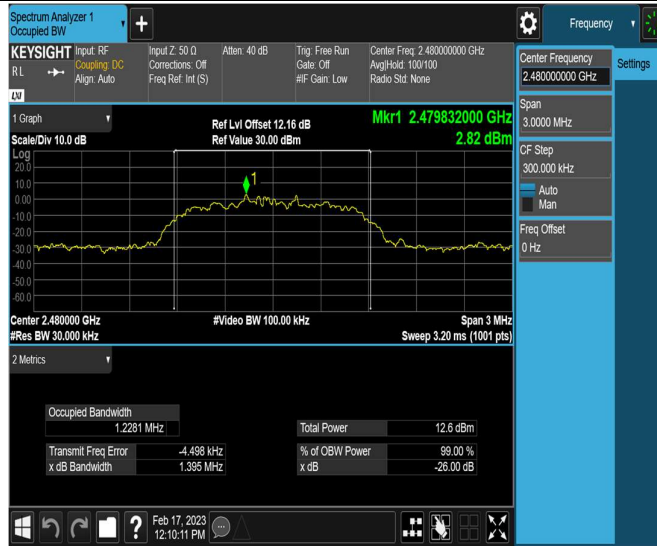 Spectrum Analyzer 1
Occupied BW
+
Frequency
KEYSIGHT
R L
LXI
Input: RF
Coupling: DC
Align: Auto
Input Z: 50 Ω
Corrections: Off
Freq Ref: Int (S)
Atten: 40 dB
Trig: Free Run
Gate: Off
#IF Gain: Low
Center Freq: 2.480000000 GHz
Avg|Hold: 100/100
Radio Std: None
Center Frequency
2.480000000 GHz
Settings
Span
3.0000 MHz
CF Step
300.000 kHz
Auto
Man
Freq Offset
0 Hz
1 Graph
Scale/Div 10.0 dB
Ref Lvl Offset 12.16 dB
Ref Value 30.00 dBm
Mkr1 2.479832000 GHz
2.82 dBm
Log
20.0
10.0
0.00
-10.0
-20.0
-30.0
-40.0
-50.0
-60.0
1
Center 2.480000 GHz
#Res BW 30.000 kHz
#Video BW 100.00 kHz
Span 3 MHz
Sweep 3.20 ms (1001 pts)
2 Metrics
Occupied Bandwidth
1.2281 MHz
Transmit Freq Error -4.498 kHz
x dB Bandwidth 1.395 MHz
Total Power 12.6 dBm
% of OBW Power 99.00 %
x dB -26.00 dB
?
Feb 17, 2023
12:10:11 PM